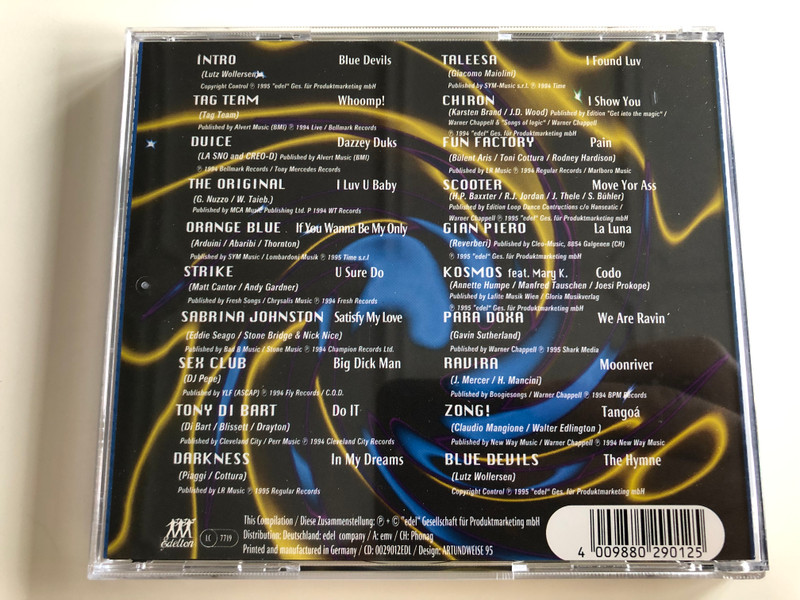 INTRO Blue Devils
(Lutz Wollersen)
Copyright Control ℗ 1995 "edel" Ges. für Produktmarketing mbH
TAG TEAM Whoomp!
(Tag Team)
Published by Alvert Music (BMI) ℗ 1994 Live / Bellmark Records
DUICE Dazzey Duks
(LA SNO and CREO-D) Published by Alvert Music (BMI)
℗ 1994 Bellmark Records / Tony Mercedes Records
THE ORIGINAL I Luv U Baby
(G. Nuzzo / W. Taieb.)
Published by MCA Music Publishing Ltd. P 1994 WT Records
ORANGE BLUE If You Wanna Be My Only
(Arduini / Abaribi / Thornton)
Published by SYM Music / Lombardoni Musik ℗ 1995 Time s.r.l
STRIKE U Sure Do
(Matt Cantor / Andy Gardner)
Published by Fresh Songs / Chrysalis Music ℗ 1994 Fresh Records
SABRINA JOHNSTON Satisfy My Love
(Eddie Seago / Stone Bridge & Nick Nice)
Published by Bad B Music / Stone Music ℗ 1994 Champion Records Ltd.
SEX CLUB Big Dick Man
(DJ Pepe)
Published by YLF (ASCAP) ℗ 1994 Fly Records / C.O.D.
TONY DI BART Do IT
(Di Bart / Blissett / Drayton)
Published by Cleveland City / Perr Music ℗ 1994 Cleveland City Records
DARKNESS In My Dreams
(Piaggi / Cottura)
Published by LR Music ℗ 1995 Regular Records
TALEESA I Found Luv
(Giacomo Maiolini)
Published by SYM-Music s.r.l. ℗ 1994 Time
CHIRON I Show You
(Karsten Brand / J.D. Wood) Published by Edition "Get into the magic" /
Warner Chappell & "Songs of logic" / Warner Chappell
℗ 1994 "edel" Ges. für Produktmarketing mbH
FUN FACTORY Pain
(Bülent Aris / Toni Cottura / Rodney Hardison)
Published by LR Music ℗ 1994 Regular Records / Marlboro Music
SCOOTER Move Yor Ass
(H.P. Baxxter / R.J. Jordan / J. Thele / S. Bühler)
Published by Edition Loop Dance Contructions c/o Hanseatic /
Warner Chappell ℗ 1995 "edel" Ges. für Produktmarketing mbH
GIAN PIERO La Luna
(Reverberi) Published by Cleo-Music, 8854 Galgenen (CH)
℗ 1995 "edel" Ges. für Produktmarketing mbH
KOSMOS feat. Mary K. Codo
(Annette Humpe / Manfred Tauschen / Joesi Prokope)
Published by Lafite Musik Wien / Gloria Musikverlag
℗ 1995 "edel" Ges. für Produktmarketing mbH
PARA DOXA We Are Ravin´
(Gavin Sutherland)
Published by Warner Chappell ℗ 1995 Shark Media
RAVIRA Moonriver
(J. Mercer / H. Mancini)
Published by Boogiesongs / Warner Chappell ℗ 1994 BPM Records
ZONG! Tangoá
(Claudio Mangione / Walter Edlington )
Published by New Way Music / Warner Chappell ℗ 1994 New Way Music
BLUE DEVILS The Hymne
(Lutz Wollersen)
Copyright Control ℗ 1995 "edel" Ges. für Produktmarketing mbH
edelton
LC 7719
This Compilation / Diese Zusammenstellung: ℗ + © "edel" Gesellschaft für Produktmarketing mbH
Distribution: Deutschland: edel company / A: emv / CH: Phonag
Printed and manufactured in Germany / CD: 0029012EDL / Design: ARTUNDWEISE 95
4 009880 290125